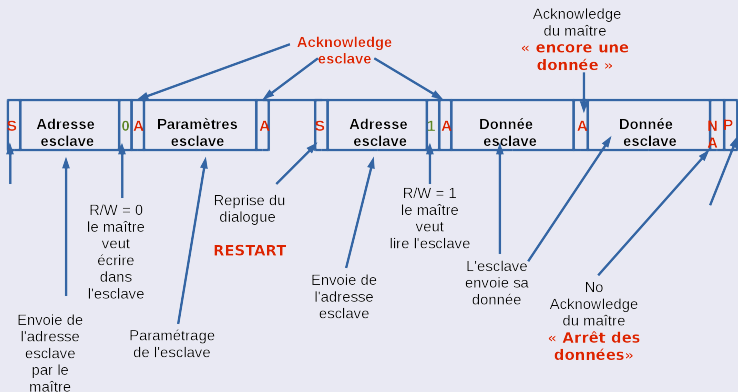 Acknowledge
esclave
Acknowledge
du maître
« encore une
donnée »
S
Adresse
esclave
0
A
Paramètres
esclave
A
S
Adresse
esclave
1
A
Donnée
esclave
A
Donnée
esclave
N
A
P
R/W = 0
le maître
veut
écrire
dans
l'esclave
Reprise du
dialogue
RESTART
R/W = 1
le maître
veut
lire l'esclave
L'esclave
envoie sa
donnée
Envoie de
l'adresse
esclave
No
Acknowledge
du maître
« Arrêt des
données»
Envoie de
l'adresse
esclave
par le
maître
Paramétrage
de l'esclave